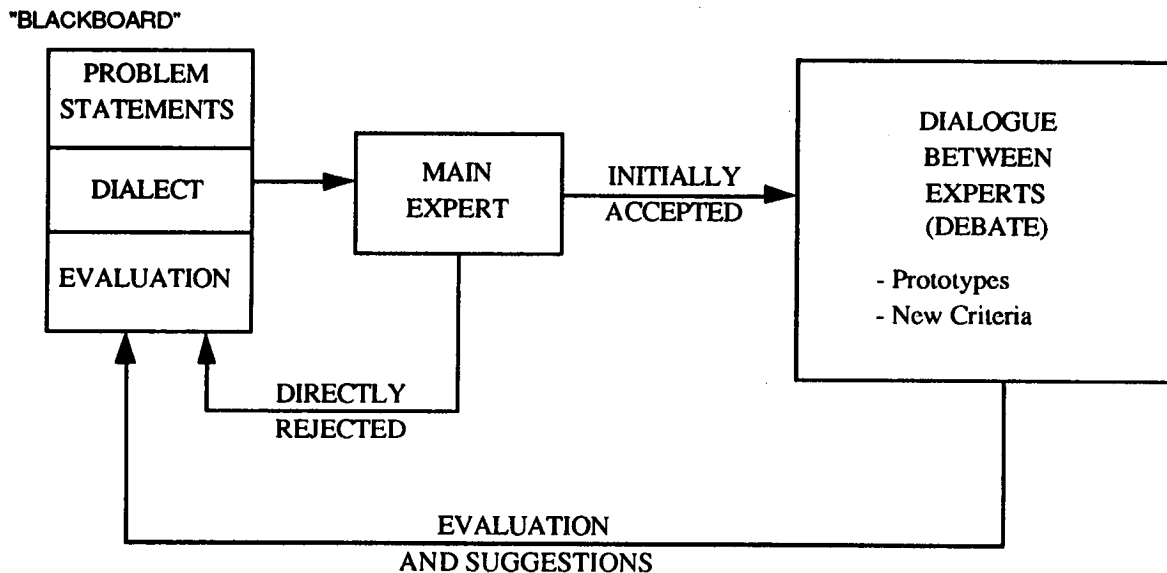 "BLACKBOARD"
PROBLEM
STATEMENTS
DIALECT
EVALUATION
MAIN
EXPERT
INITIALLY
ACCEPTED
DIALOGUE
BETWEEN
EXPERTS
(DEBATE)
- Prototypes
- New Criteria
DIRECTLY
REJECTED
EVALUATION
AND SUGGESTIONS